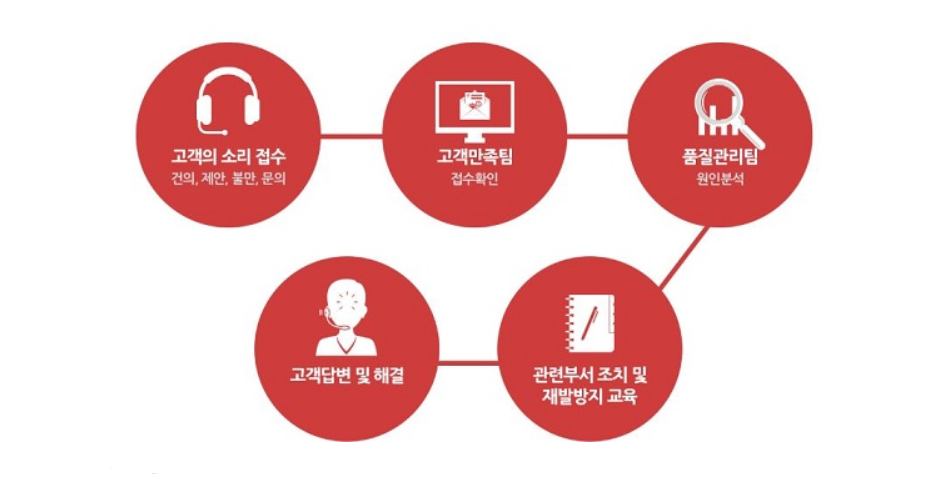 고객의 소리 접수
건의, 제안, 불만, 문의
고객만족팀
접수확인
품질관리팀
원인분석
관련부서 조치 및
재발방지 교육
고객답변 및 해결